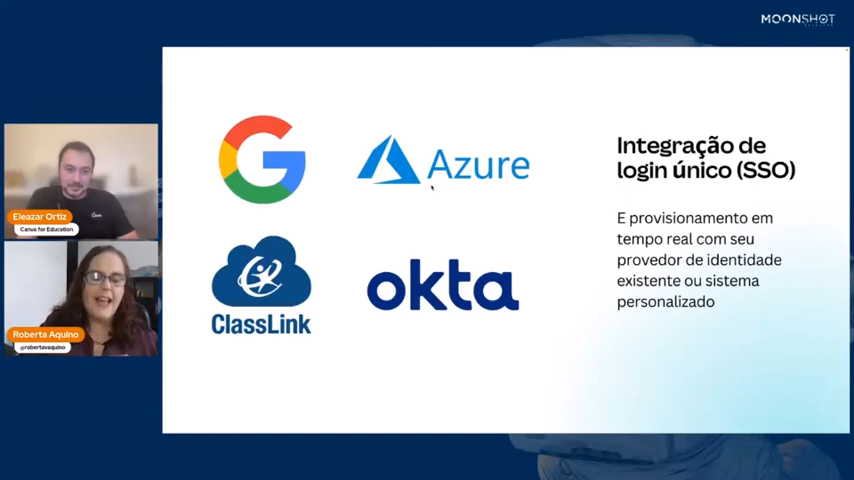 MOONSHOT
Azure
ClassLink
okta
Integração de
login único (SSO)
E provisionamento em
tempo real com seu
provedor de identidade
existente ou sistema
personalizado
Eleazar Ortiz
Canva for Education
Roberta Aquino
@robertavaquino